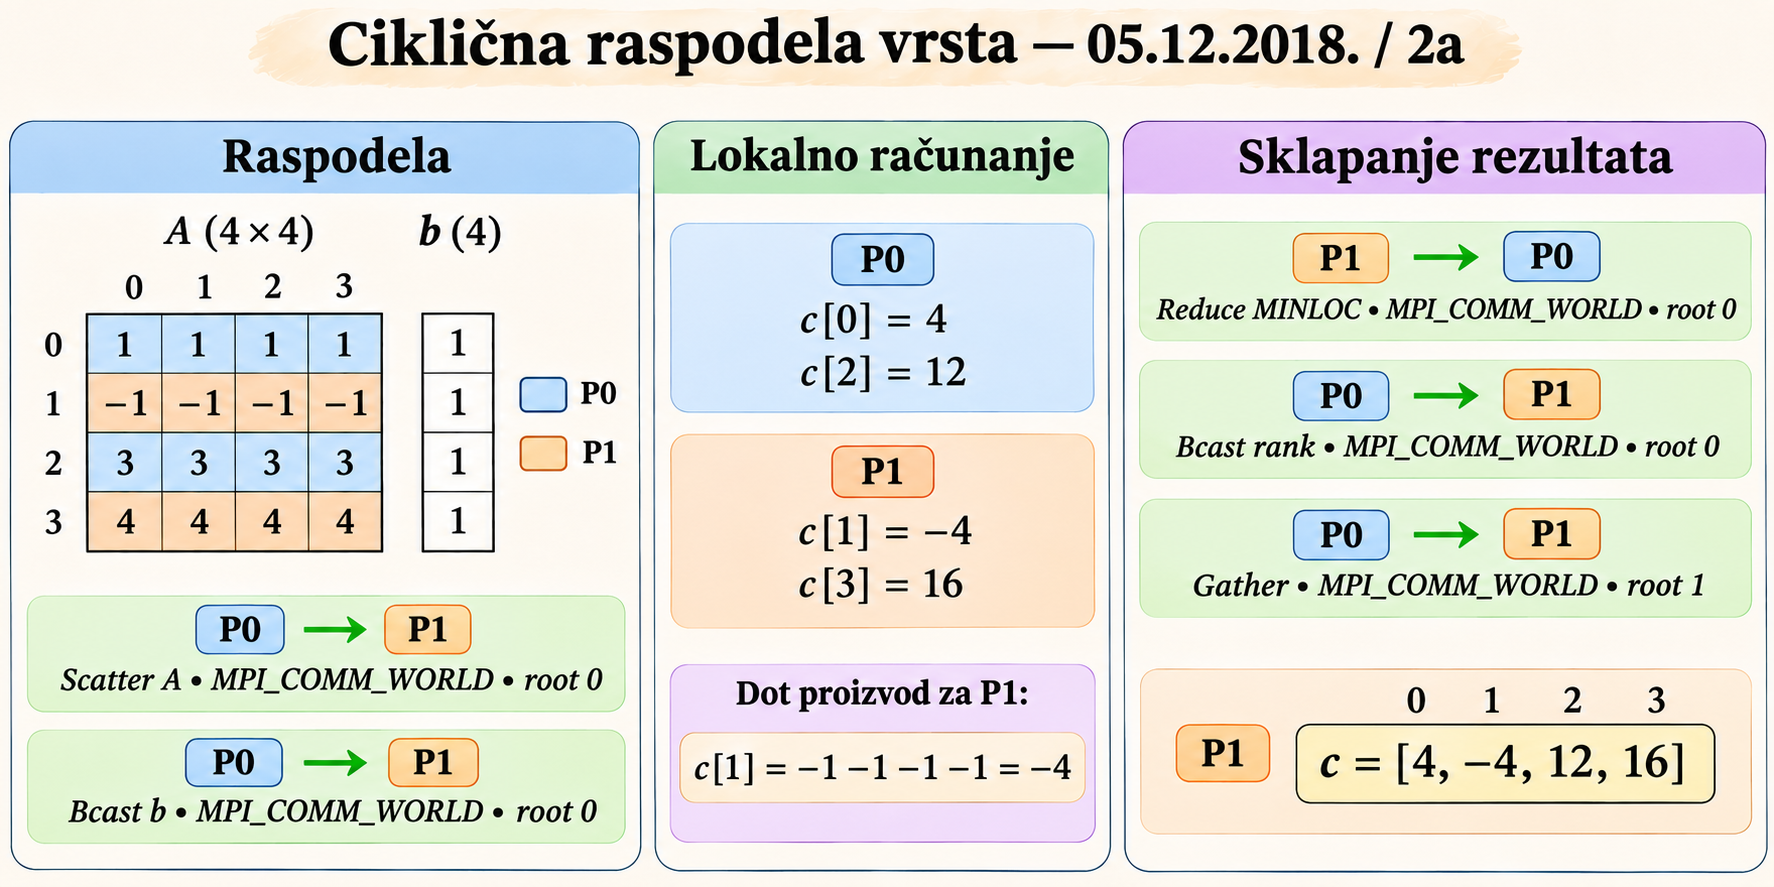 Ciklična raspodela vrsta — 05.12.2018. / 2a
Raspodela
A (4 × 4) b (4)
0 1 2 3
0 1 1 1 1 1
1 −1 −1 −1 −1 1
2 3 3 3 3 1
3 4 4 4 4 1
P0
P1
P0 → P1
Scatter A • MPI_COMM_WORLD • root 0
P0 → P1
Bcast b • MPI_COMM_WORLD • root 0
Lokalno računanje
P0
c[0] = 4
c[2] = 12
P1
c[1] = −4
c[3] = 16
Dot proizvod za P1:
c[1] = −1 −1 −1 −1 = −4
Sklapanje rezultata
P1 → P0
Reduce MINLOC • MPI_COMM_WORLD • root 0
P0 → P1
Bcast rank • MPI_COMM_WORLD • root 0
P0 → P1
Gather • MPI_COMM_WORLD • root 1
0 1 2 3
P1 c = [4, −4, 12, 16]